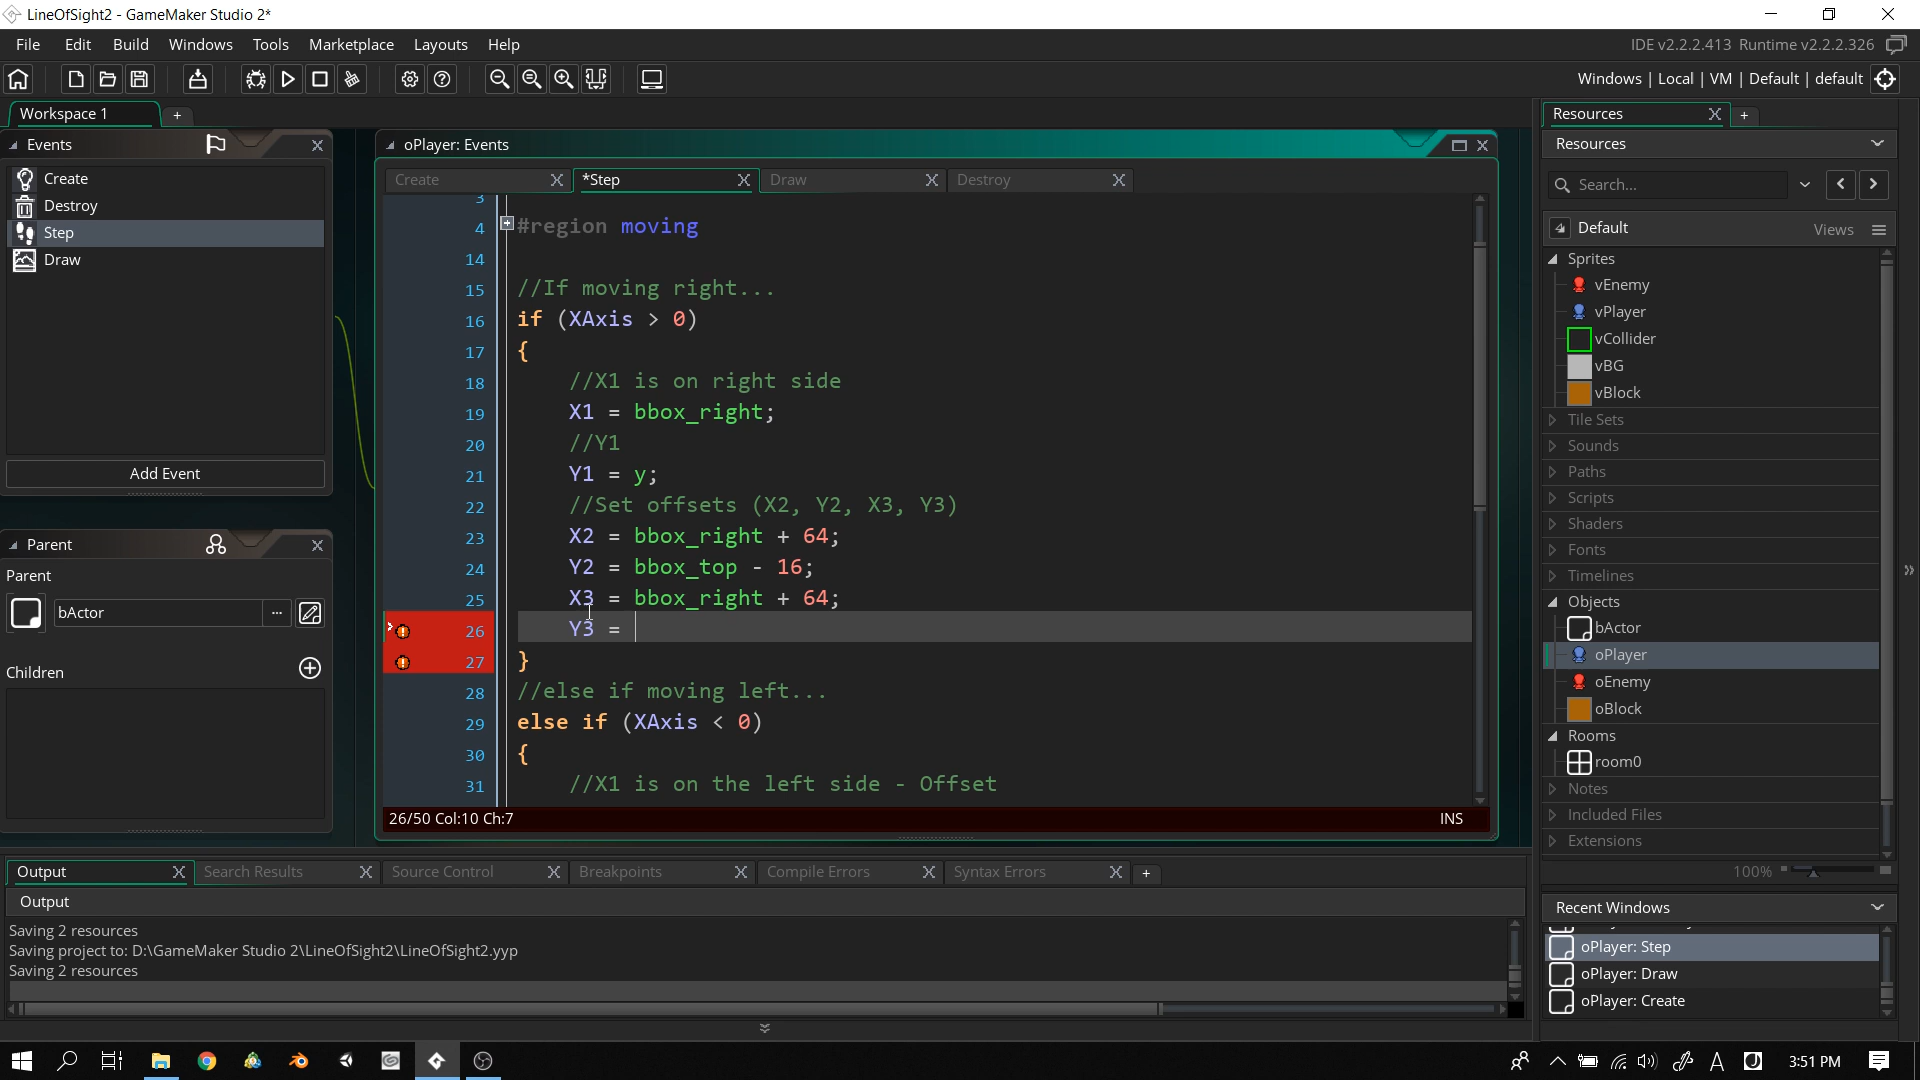 LineOfSight2 - GameMaker Studio 2*
File Edit Build Windows Tools Marketplace Layouts Help
IDE v2.2.2.413 Runtime v2.2.2.326
Windows | Local | VM | Default | default
Workspace 1 +
Events
Create
Destroy
Step
Draw
Add Event
Parent
Parent
bActor
...
Children
oPlayer: Events
Create *Step Draw Destroy
3
4 #region moving
14
15 //If moving right...
16 if (XAxis > 0)
17 {
18 //X1 is on right side
19 X1 = bbox_right;
20 //Y1
21 Y1 = y;
22 //Set offsets (X2, Y2, X3, Y3)
23 X2 = bbox_right + 64;
24 Y2 = bbox_top - 16;
25 X3 = bbox_right + 64;
26 Y3 =
27 }
28 //else if moving left...
29 else if (XAxis < 0)
30 {
31 //X1 is on the left side - Offset
26/50 Col:10 Ch:7 INS
Output Search Results Source Control Breakpoints Compile Errors Syntax Errors +
Output
Saving 2 resources
Saving project to: D:\GameMaker Studio 2\LineOfSight2\LineOfSight2.yyp
Saving 2 resources
Resources +
Resources
Search...
Default Views
Sprites
vEnemy
vPlayer
vCollider
vBG
vBlock
Tile Sets
Sounds
Paths
Scripts
Shaders
Fonts
Timelines
Objects
bActor
oPlayer
oEnemy
oBlock
Rooms
room0
Notes
Included Files
Extensions
100%
Recent Windows
oPlayer: Step
oPlayer: Draw
oPlayer: Create
3:51 PM